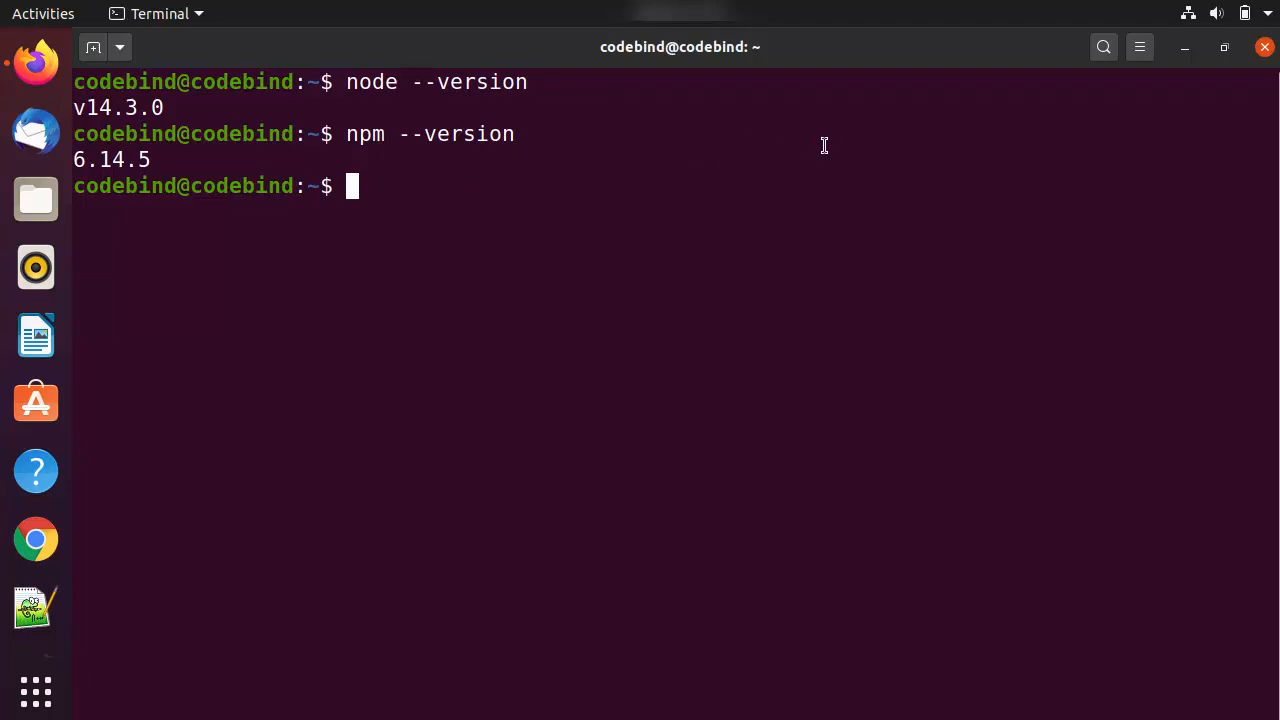 Activities Terminal
codebind@codebind: ~
codebind@codebind:~$ node --version
v14.3.0
codebind@codebind:~$ npm --version
6.14.5
codebind@codebind:~$